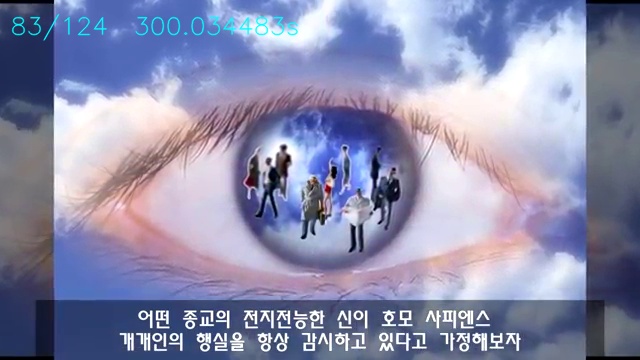 83/124 300.034483s
어떤 종교의 전지전능한 신이 호모 사피엔스
개개인의 행실을 항상 감시하고 있다고 가정해보자